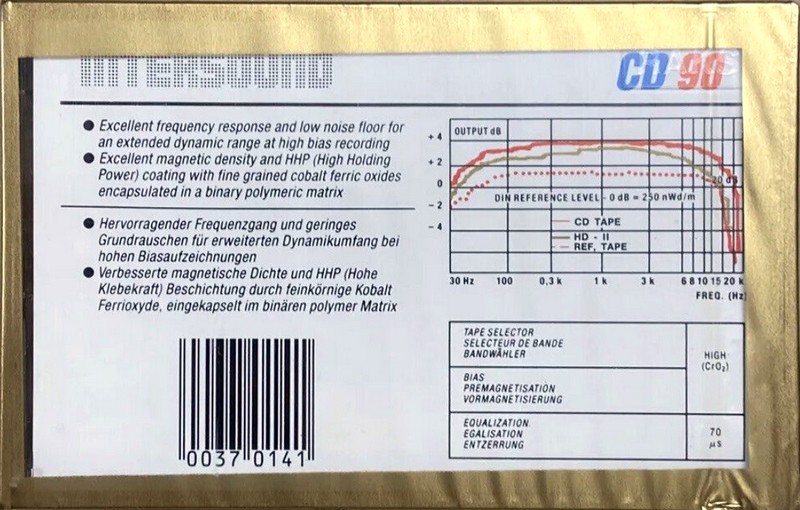 INTERSOUND
CD 90
● Excellent frequency response and low noise floor for
an extended dynamic range at high bias recording
● Excellent magnetic density and HHP (High Holding
Power) coating with fine grained cobalt ferric oxides
encapsulated in a binary polymeric matrix
● Hervorragender Frequenzgang und geringes
Grundrauschen für erweiterten Dynamikumfang bei
hohen Biasaufzeichnungen
● Verbesserte magnetische Dichte und HHP (Hohe
Klebekraft) Beschichtung durch feinkörnige Kobalt
Ferrioxyde, eingekapselt im binären polymer Matrix
0037 0141
OUTPUT dB
+ 4
+ 2
0
- 2
- 4
-20 dB
DIN REFERENCE LEVEL - 0 dB = 250 nWd/m
CD TAPE
HD - II
REF, TAPE
30 Hz 100 0,3 k 1 k 3 k 6 8 10 15 20 k
FREQ. (Hz)
TAPE SELECTOR
SELECTEUR DE BANDE
BANDWÄHLER
HIGH
(CrO₂)
BIAS
PREMAGNETISATION
VORMAGNETISIERUNG
EQUALIZATION
EGALISATION
ENTZERRUNG
70
µs